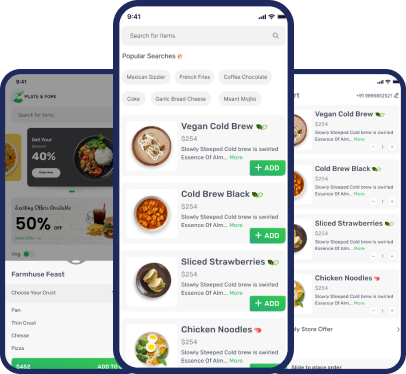 9:41
PLATE & FORK
Search for items
Get Your
Discount
40%
Exciting Offers Available
50% OFF
Veg
Farmhuse Feast
Choose Your Crust
Pan
Thin Crust
Cheese
Pizza
$452
ADD TO
9:41
Search for items
Popular Searches
Mexican Sizzler
French Fries
Coffee Chocolate
Coke
Garlic Bread Cheese
Meant Mojito
Vegan Cold Brew
$254
Slowly Steeped Cold brew is swirled
Essence Of Alm... More
+ ADD
Cold Brew Black
$254
Slowly Steeped Cold brew is swirled
Essence Of Alm... More
+ ADD
Sliced Strawberries
$254
Slowly Steeped Cold brew is swirled
Essence Of Alm... More
+ ADD
Chicken Noodles
$254
Slowly Steeped Cold brew is swirled
Essence Of Alm... More
+ ADD
rt
Vegan Cold Brew
$254
Slowly Steeped Cold brew is swirled
Essence Of Alm... More
- 1 +
Cold Brew Black
$254
Slowly Steeped Cold brew is swirled
Essence Of Alm... More
- 1 +
Sliced Strawberries
$254
Slowly Steeped Cold brew is swirled
Essence Of Alm... More
- 1 +
Chicken Noodles
$254
Slowly Steeped Cold brew is swirled
Essence Of Alm... More
- 1 +
ly Store Offer
Slide to place order